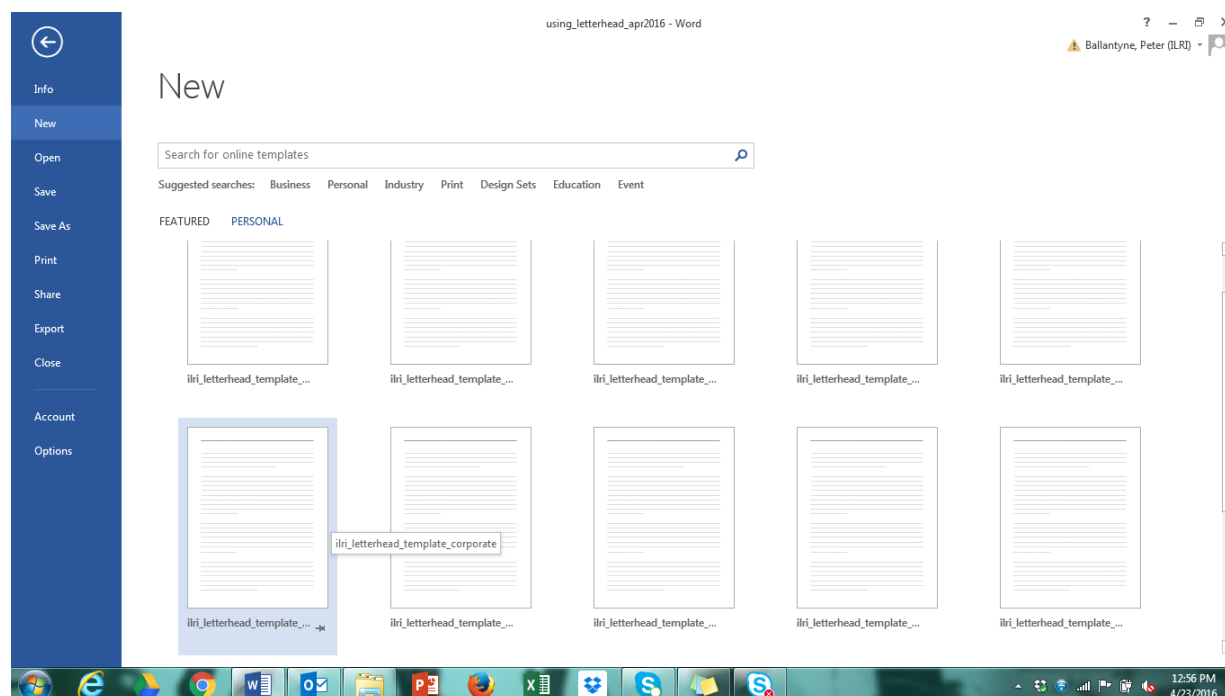 using_letterhead_apr2016 - Word
?
Ballantyne, Peter (ILRI)
Info
New
Open
Save
Save As
Print
Share
Export
Close
Account
Options
New
Search for online templates
Suggested searches: Business Personal Industry Print Design Sets Education Event
FEATURED PERSONAL
ilri_letterhead_template_... ilri_letterhead_template_... ilri_letterhead_template_... ilri_letterhead_template_... ilri_letterhead_template_...
ilri_letterhead_template_corporate
ilri_letterhead_template_... ilri_letterhead_template_... ilri_letterhead_template_... ilri_letterhead_template_... ilri_letterhead_template_...
12:56 PM
4/23/2016